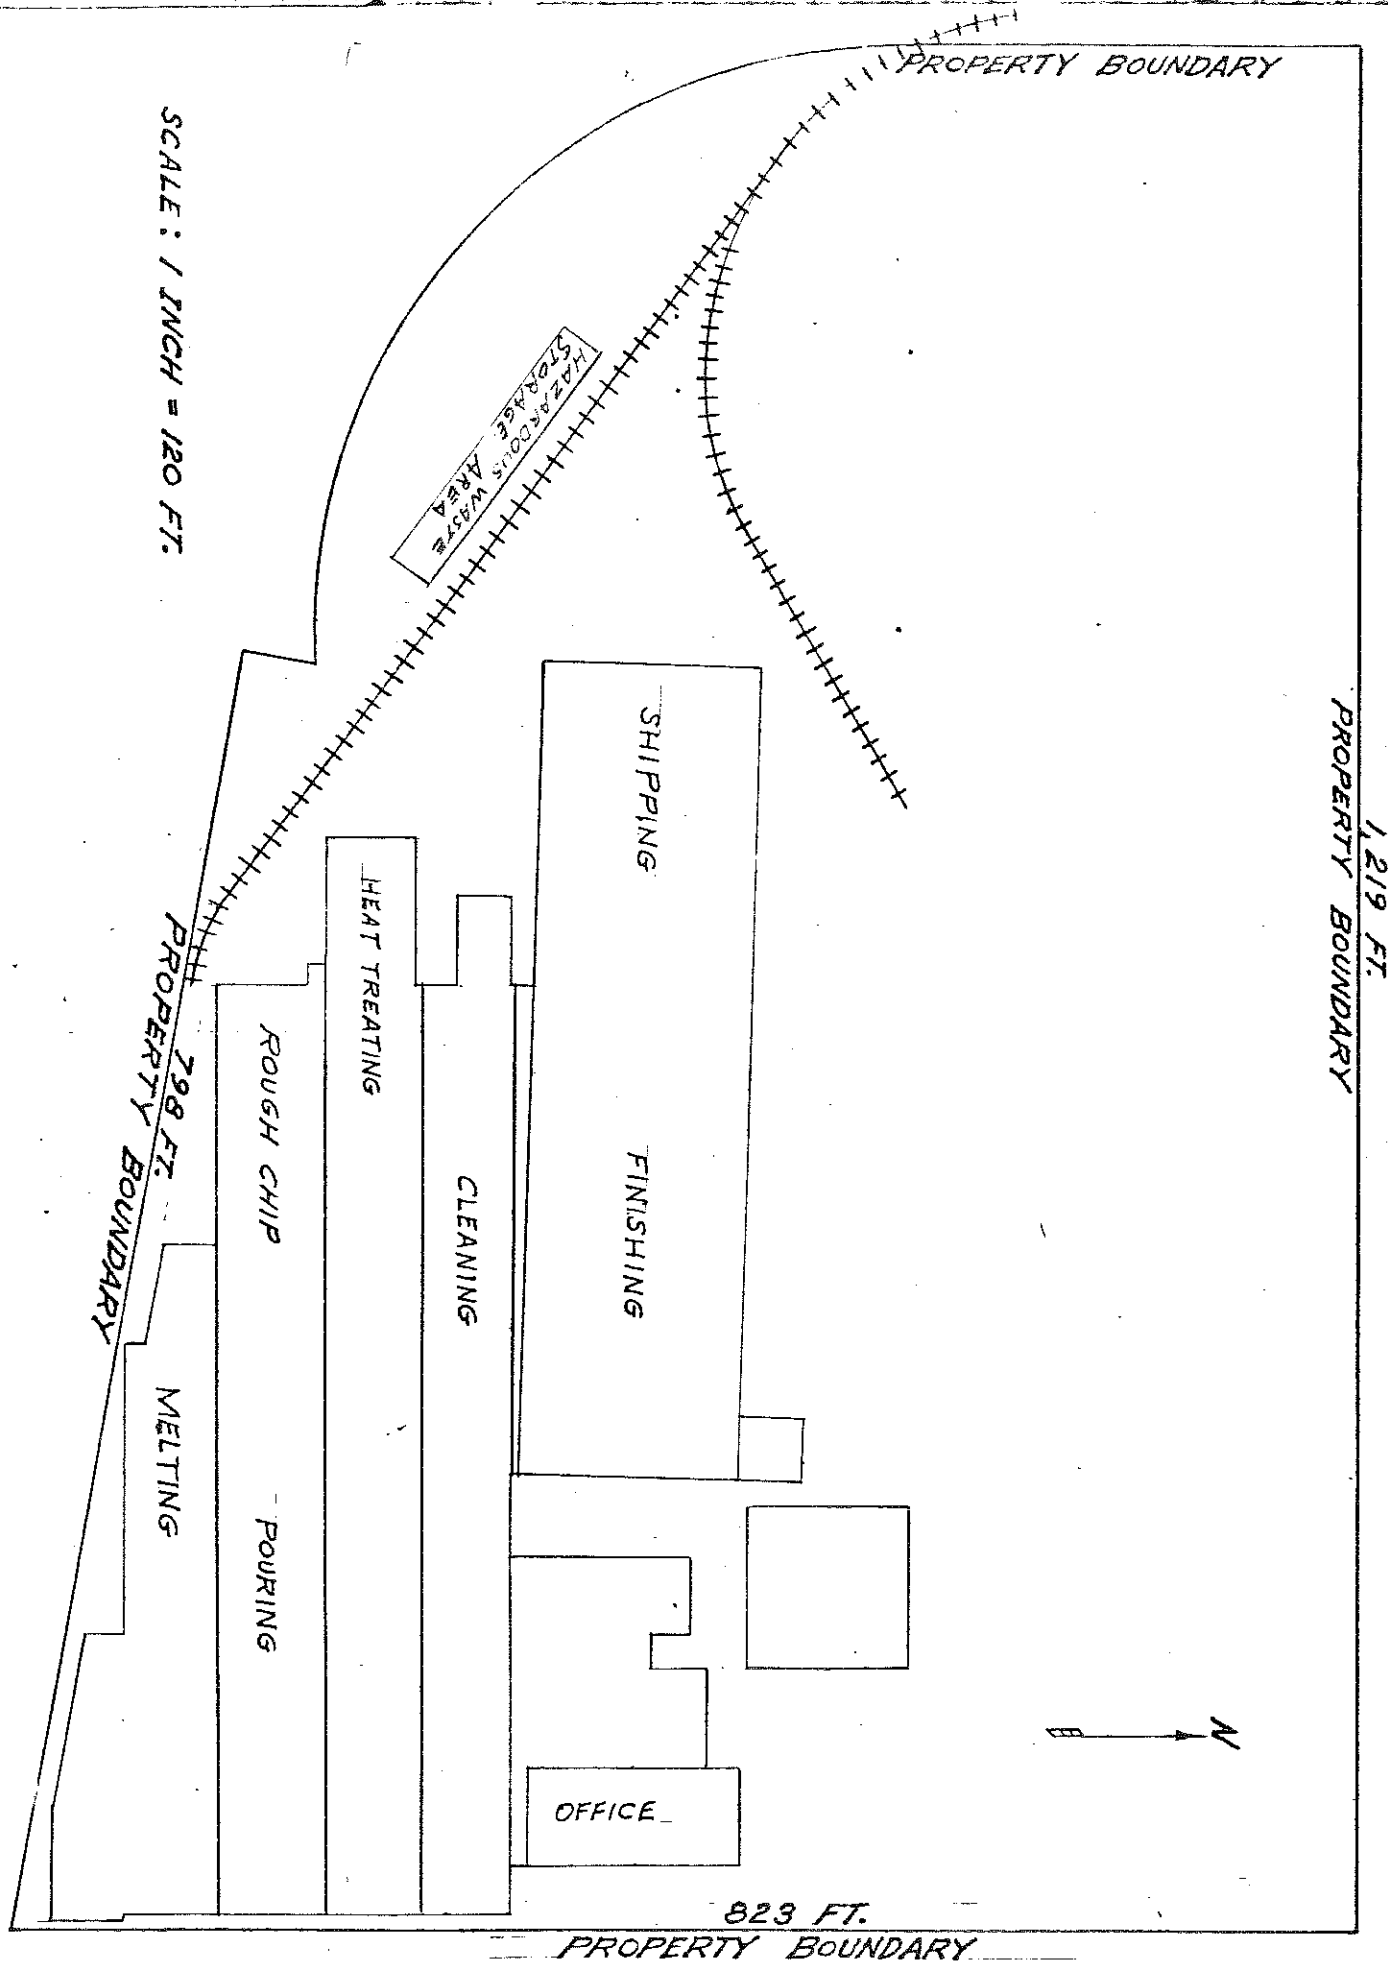 PROPERTY BOUNDARY
SCALE: 1 INCH = 120 FT.
HAZARDOUS WASTE
STORAGE AREA
1,219 FT.
PROPERTY BOUNDARY
SHIPPING
FINISHING
HEAT TREATING
CLEANING
ROUGH CHIP
POURING
MELTING
798 FT.
PROPERTY BOUNDARY
OFFICE
N
823 FT.
PROPERTY BOUNDARY